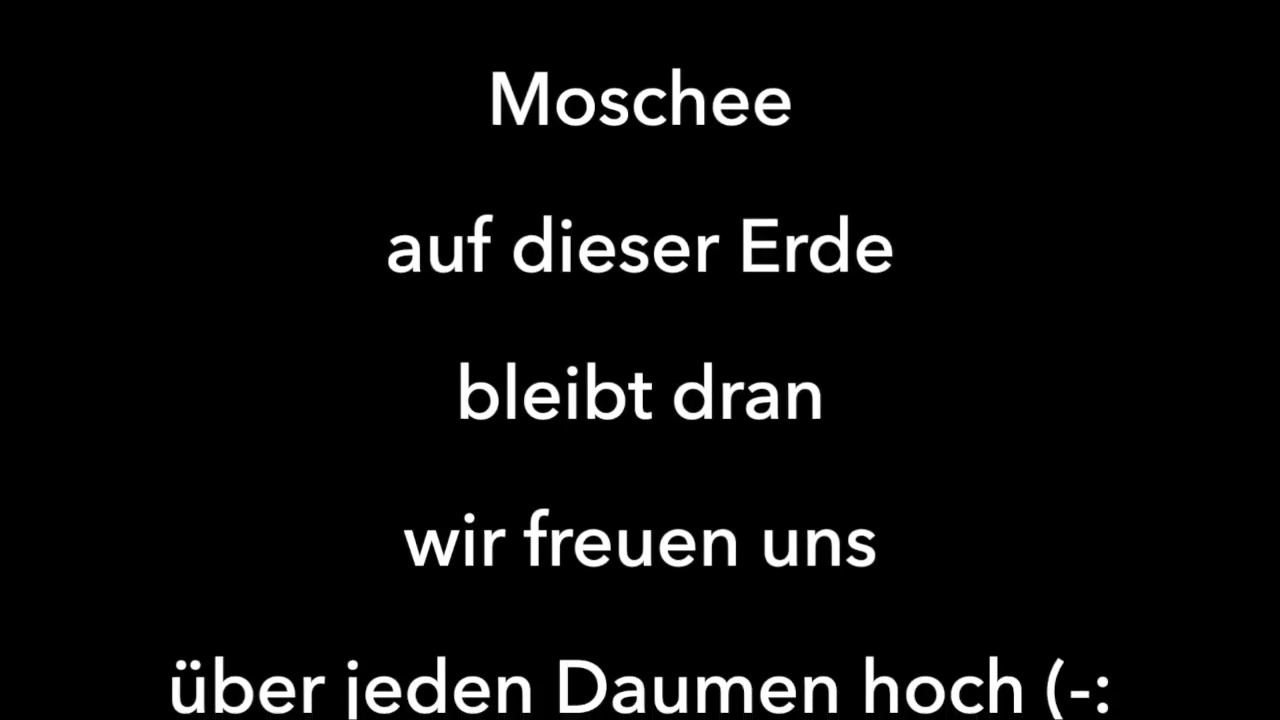 Moschee
auf dieser Erde
bleibt dran
wir freuen uns
über jeden Daumen hoch (-: